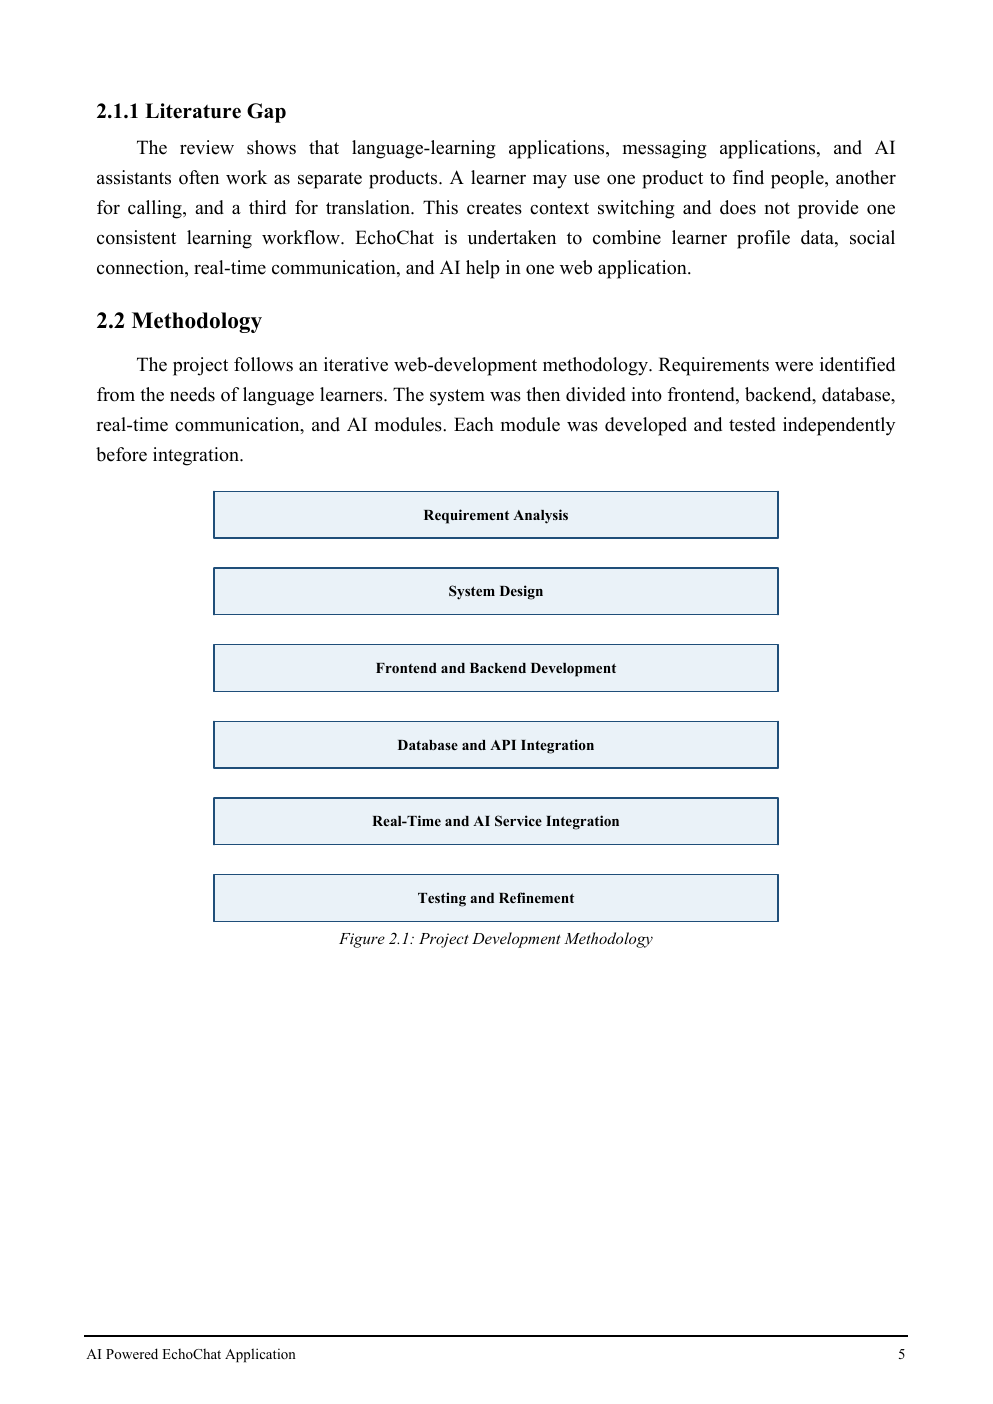 2.1.1 Literature Gap
The review shows that language-learning applications, messaging applications, and AI
assistants often work as separate products. A learner may use one product to find people, another
for calling, and a third for translation. This creates context switching and does not provide one
consistent learning workflow. EchoChat is undertaken to combine learner profile data, social
connection, real-time communication, and AI help in one web application.
2.2 Methodology
The project follows an iterative web-development methodology. Requirements were identified
from the needs of language learners. The system was then divided into frontend, backend, database,
real-time communication, and AI modules. Each module was developed and tested independently
before integration.
Requirement Analysis
System Design
Frontend and Backend Development
Database and API Integration
Real-Time and AI Service Integration
Testing and Refinement
Figure 2.1: Project Development Methodology
AI Powered EchoChat Application 5